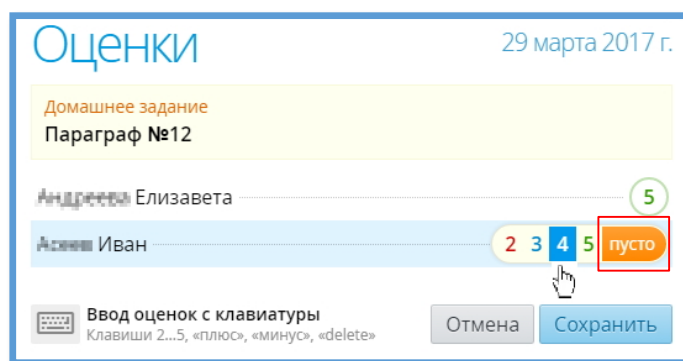 Оценки
29 марта 2017 г.
Домашнее задание
Параграф №12
Елизавета 5
Иван 2 3 4 5 пусто
Ввод оценок с клавиатуры
Клавиши 2...5, «плюс», «минус», «delete»
Отмена Сохранить